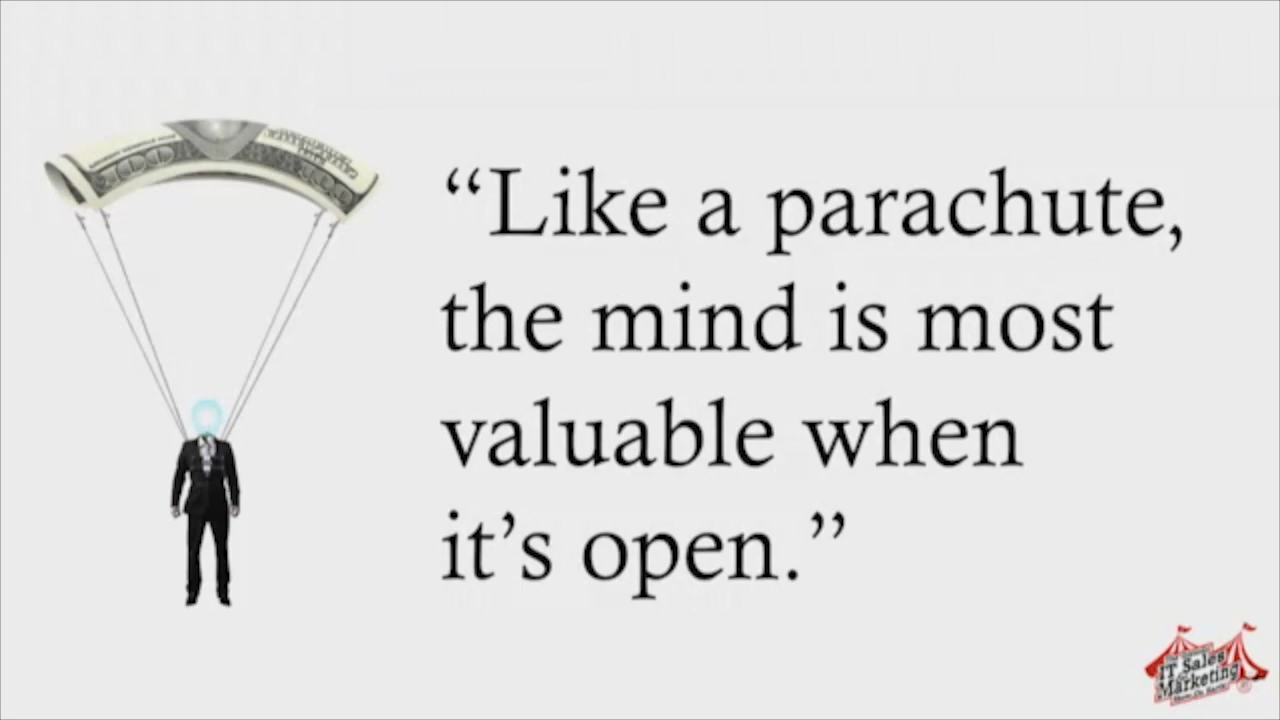 “Like a parachute,
the mind is most
valuable when
it’s open.”
IT Sales
Marketing